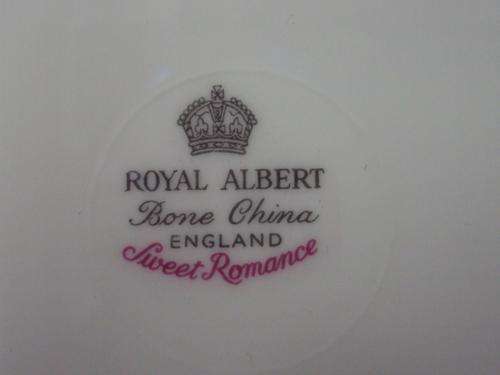 ROYAL ALBERT
Bone China
ENGLAND
Sweet Romance